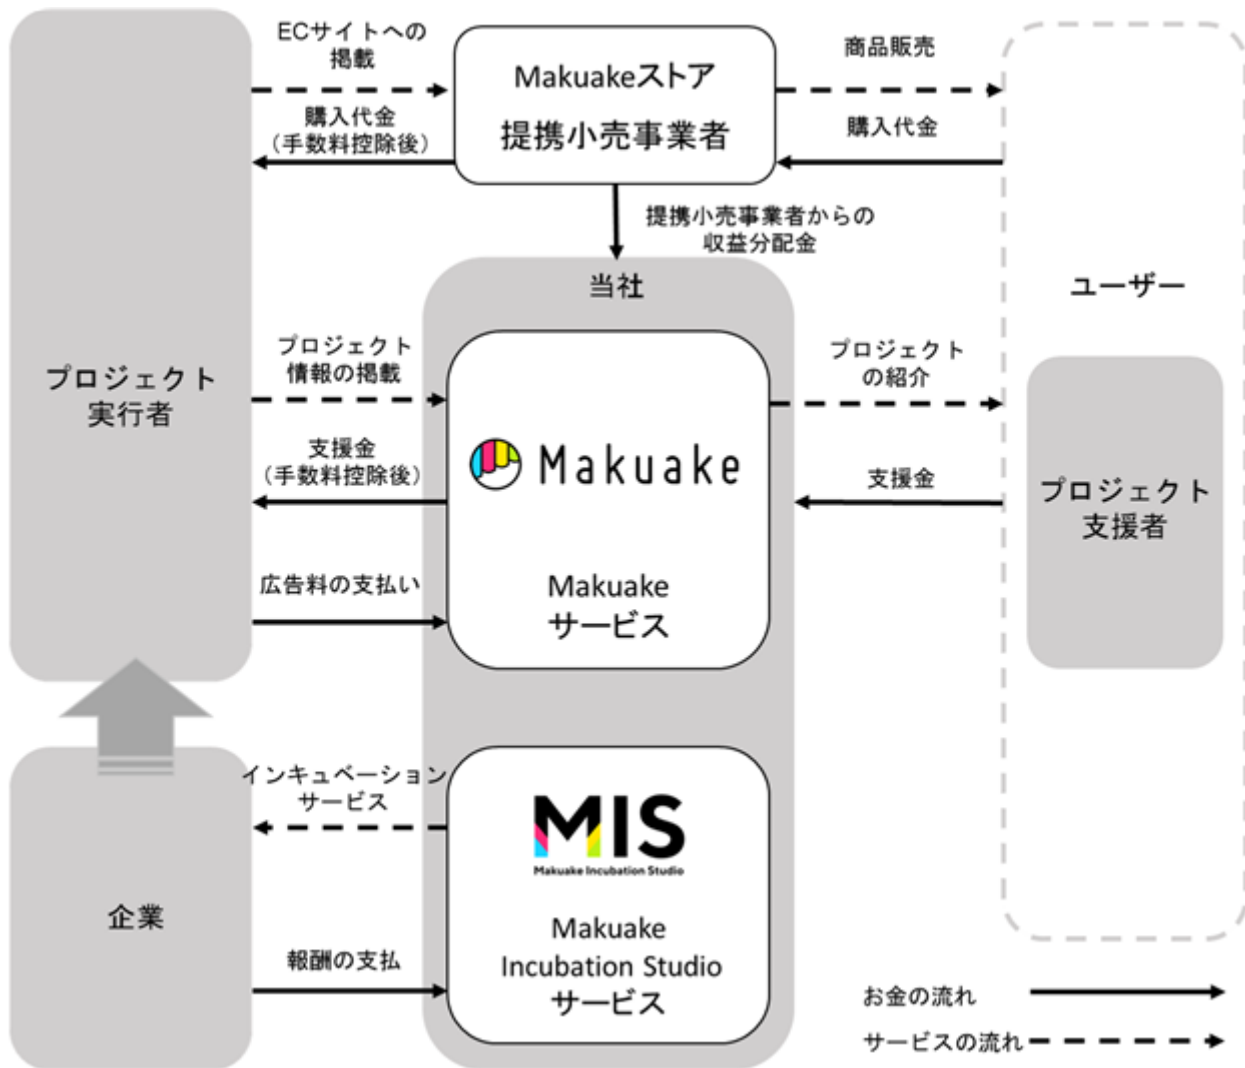 ECサイトへの
掲載
購入代金
（手数料控除後）
Makuakeストア
提携小売事業者
商品販売
購入代金
提携小売事業者からの
収益分配金
当社
ユーザー
プロジェクト
実行者
プロジェクト
情報の掲載
支援金
（手数料控除後）
広告料の支払い
Makuake
Makuake
サービス
プロジェクト
の紹介
支援金
プロジェクト
支援者
インキュベーション
サービス
企業
報酬の支払
MIS
Makuake Incubation Studio
Makuake
Incubation Studio
サービス
お金の流れ
サービスの流れ